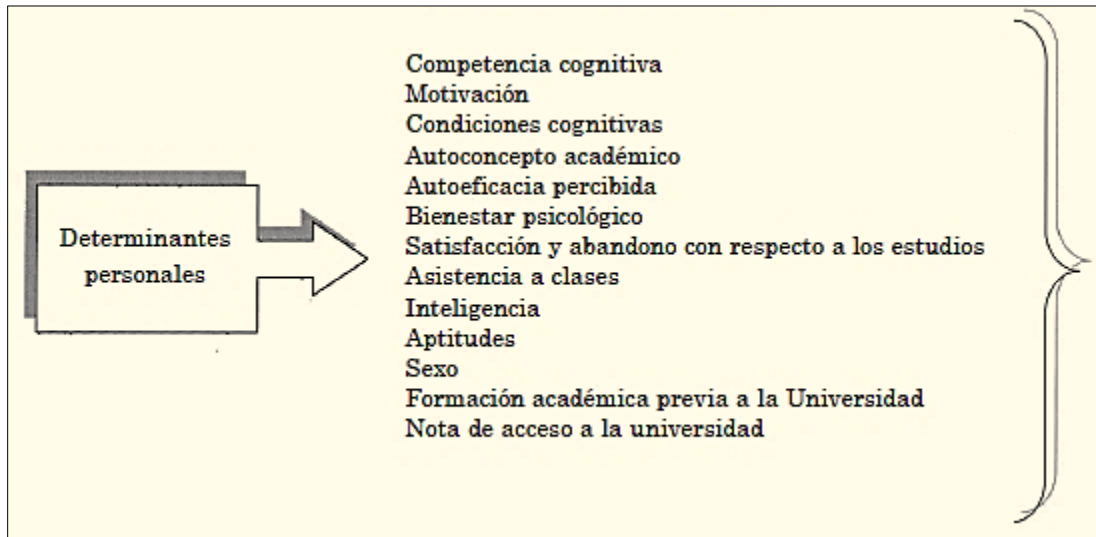 Determinantes
personales
Competencia cognitiva
Motivación
Condiciones cognitivas
Autoconcepto académico
Autoeficacia percibida
Bienestar psicológico
Satisfacción y abandono con respecto a los estudios
Asistencia a clases
Inteligencia
Aptitudes
Sexo
Formación académica previa a la Universidad
Nota de acceso a la universidad